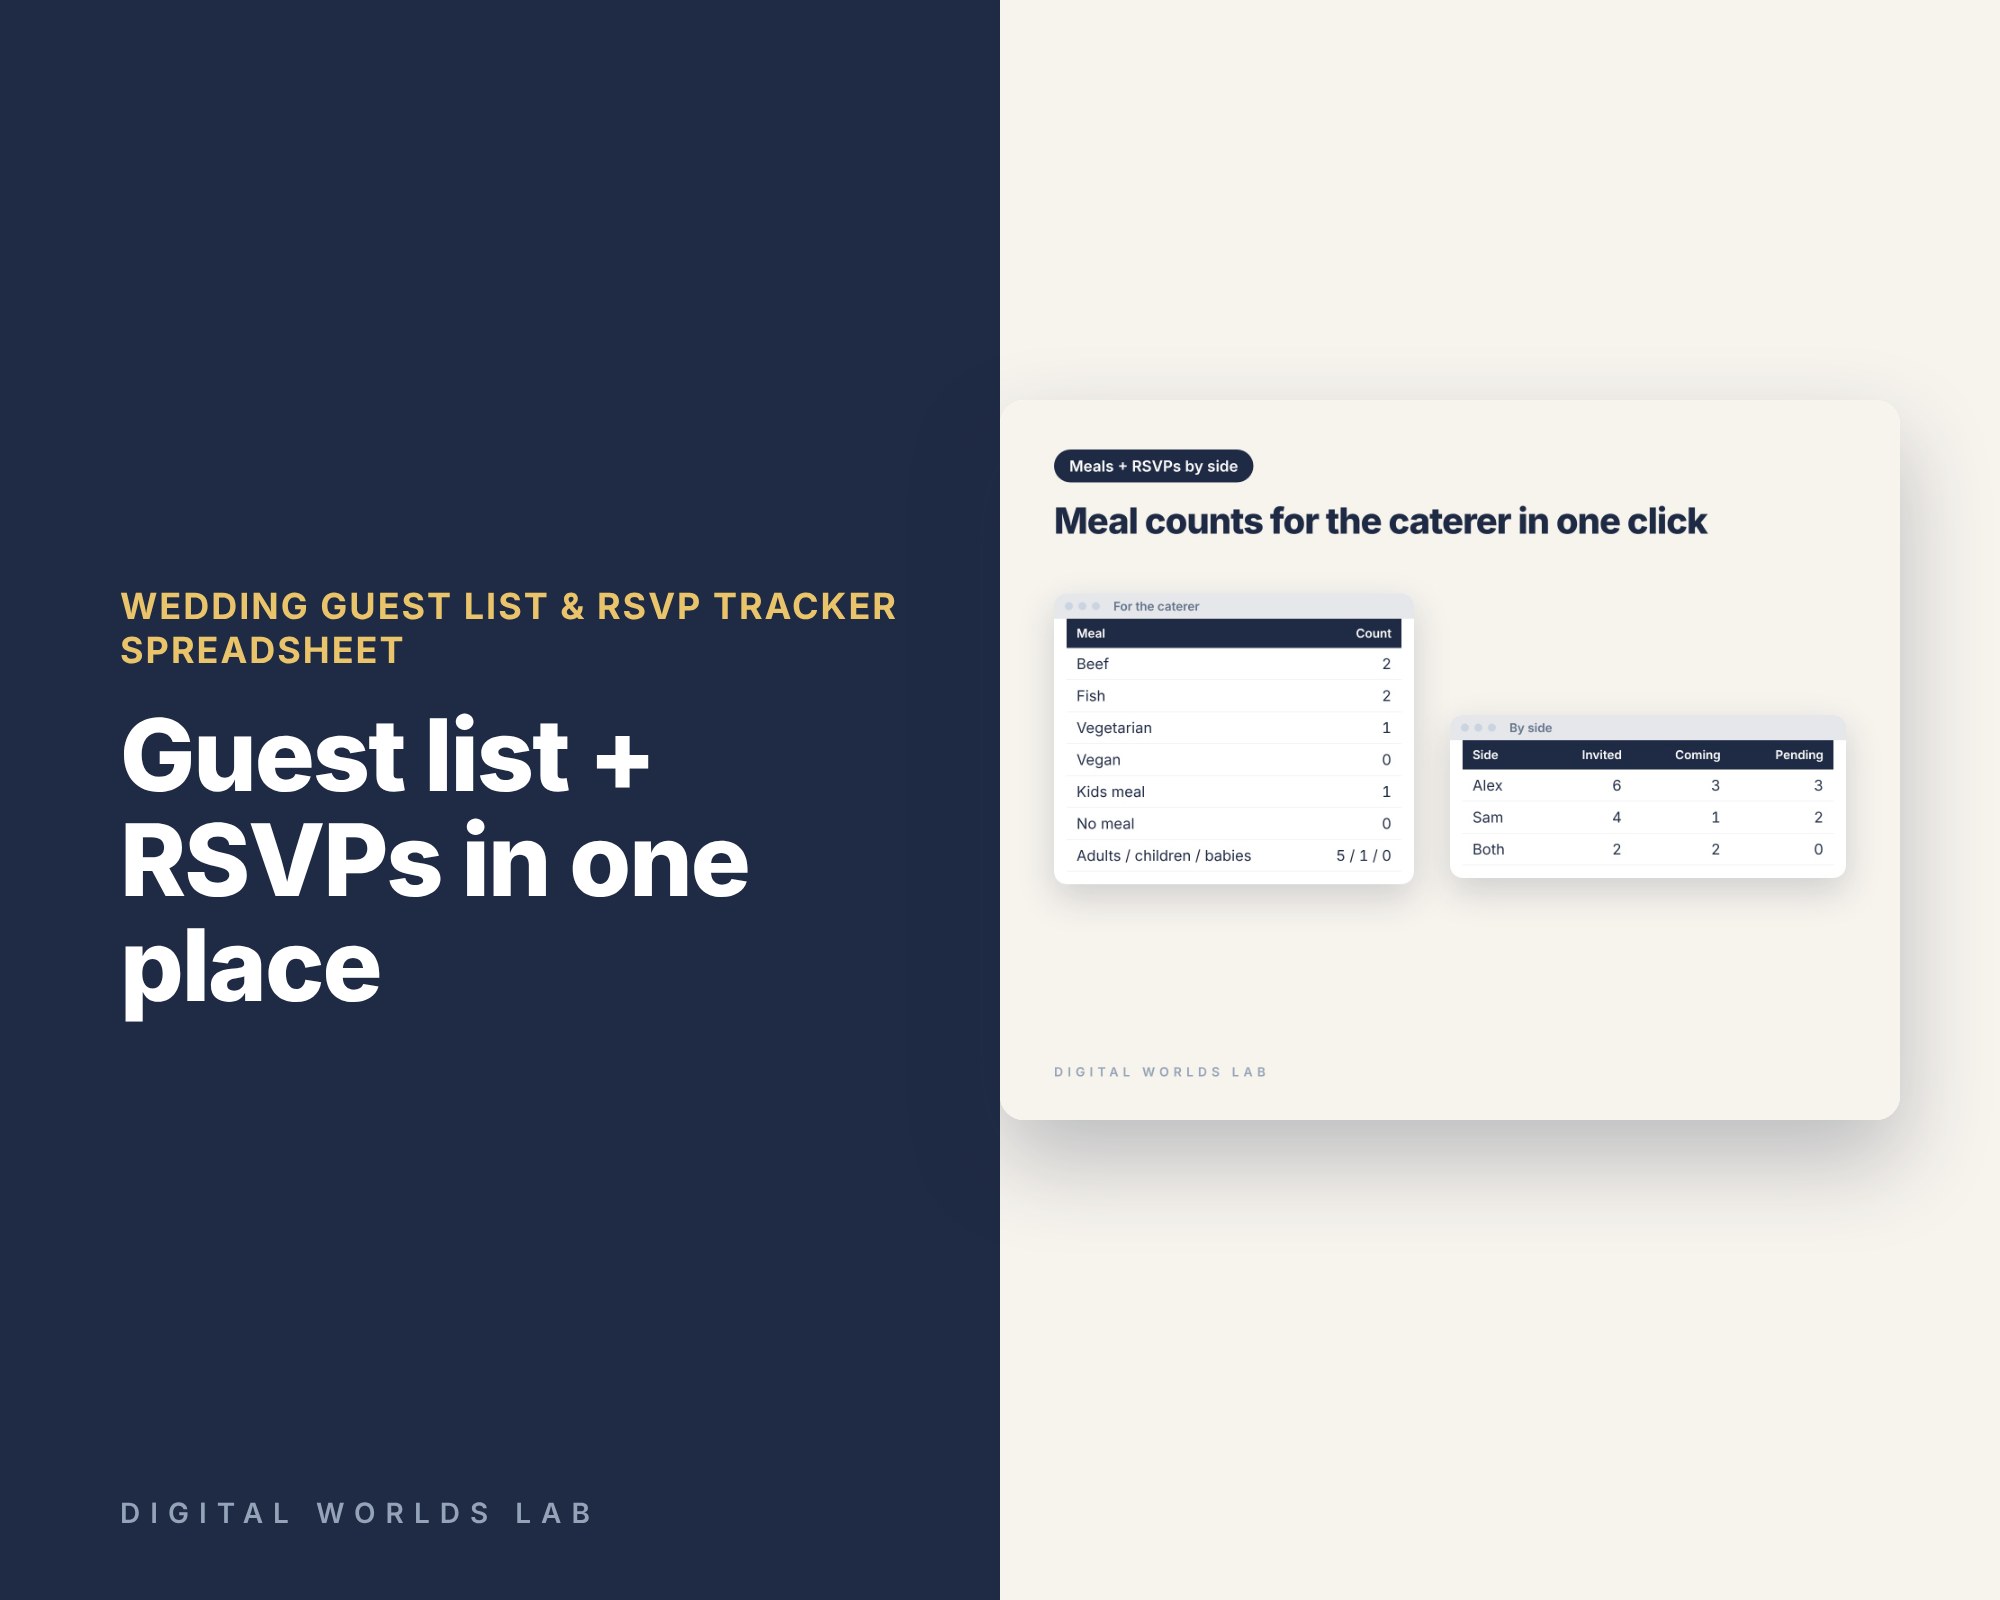 WEDDING GUEST LIST & RSVP TRACKER
SPREADSHEET
Guest list +
RSVPs in one
place
DIGITAL WORLDS LAB
Meals + RSVPs by side
Meal counts for the caterer in one click
For the caterer
Meal Count
Beef 2
Fish 2
Vegetarian 1
Vegan 0
Kids meal 1
No meal 0
Adults / children / babies 5 / 1 / 0
By side
Side Invited Coming Pending
Alex 6 3 3
Sam 4 1 2
Both 2 2 0
DIGITAL WORLDS LAB